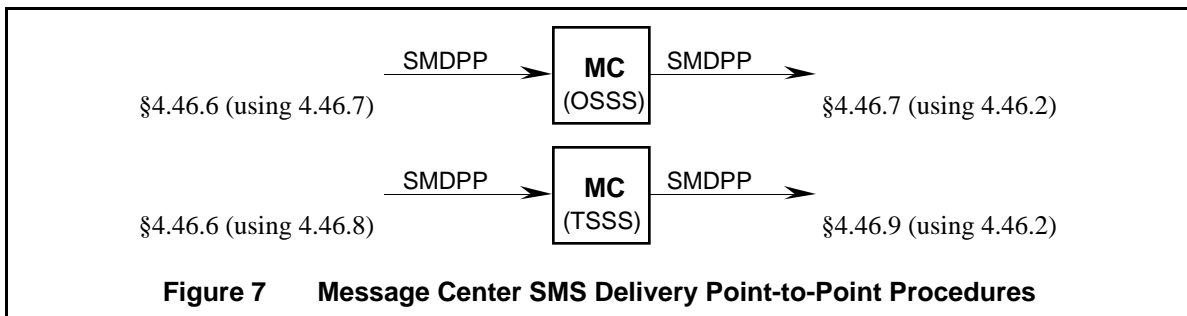 SMDPP MC SMDPP
(OSSS)
§4.46.6 (using 4.46.7) §4.46.7 (using 4.46.2)
SMDPP MC SMDPP
(TSSS)
§4.46.6 (using 4.46.8) §4.46.9 (using 4.46.2)
Figure 7 Message Center SMS Delivery Point-to-Point Procedures